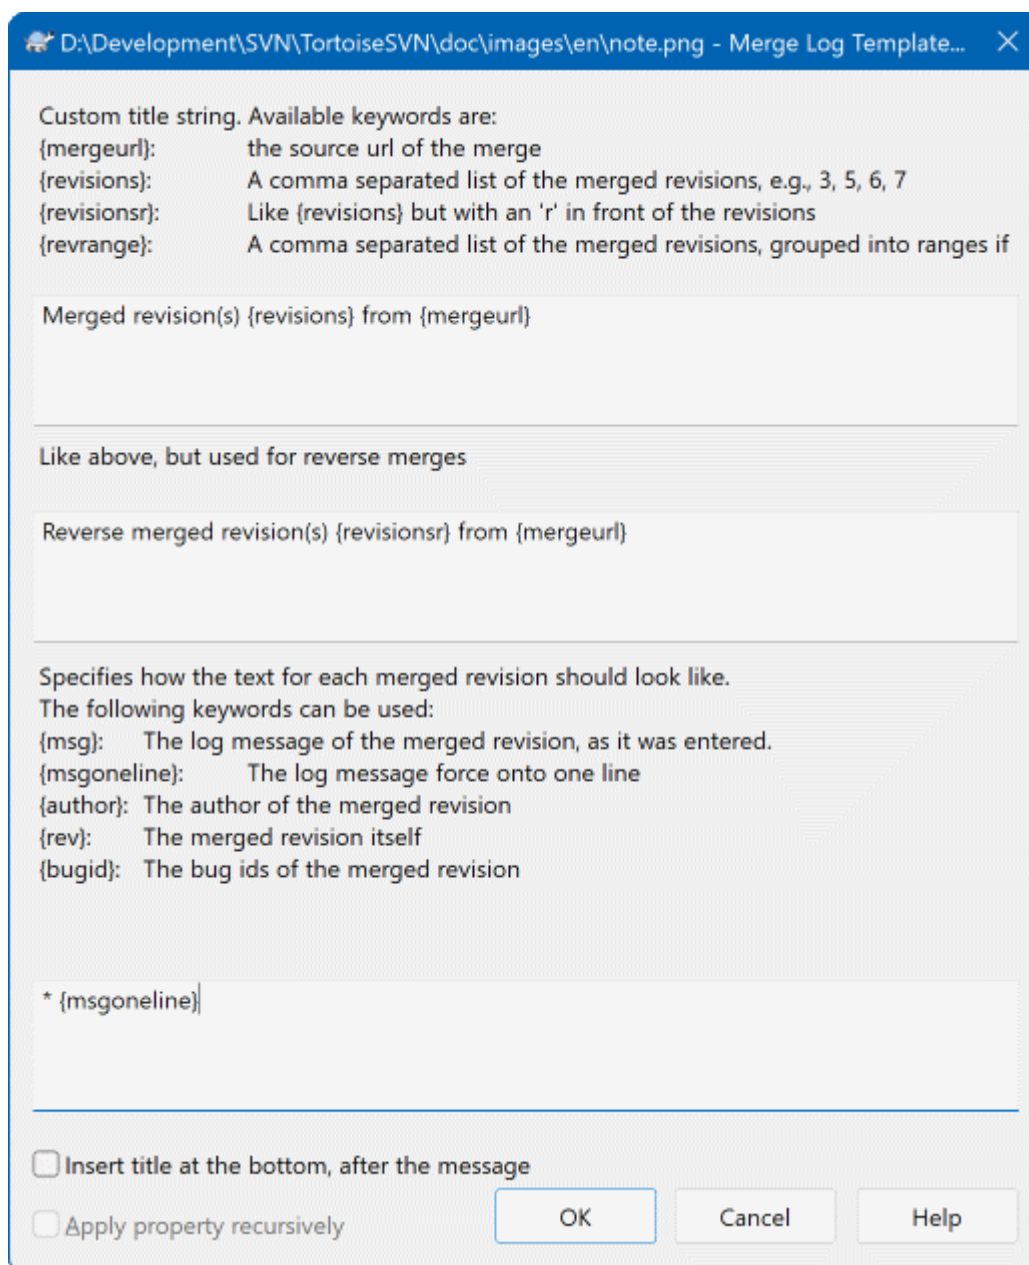 D:\Development\SVN\TortoiseSVN\doc\images\en\note.png - Merge Log Template...
Custom title string. Available keywords are:
{mergeurl}: the source url of the merge
{revisions}: A comma separated list of the merged revisions, e.g., 3, 5, 6, 7
{revisionsr}: Like {revisions} but with an 'r' in front of the revisions
{revrange}: A comma separated list of the merged revisions, grouped into ranges if
Merged revision(s) {revisions} from {mergeurl}
Like above, but used for reverse merges
Reverse merged revision(s) {revisionsr} from {mergeurl}
Specifies how the text for each merged revision should look like.
The following keywords can be used:
{msg}: The log message of the merged revision, as it was entered.
{msgoneline}: The log message force onto one line
{author}: The author of the merged revision
{rev}: The merged revision itself
{bugid}: The bug ids of the merged revision
* {msgoneline}
Insert title at the bottom, after the message
Apply property recursively
OK
Cancel
Help